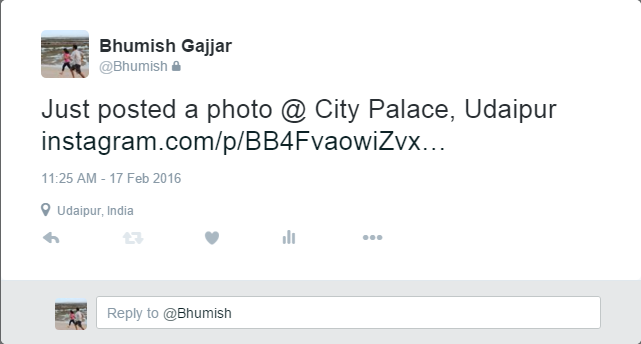 Bhumish Gajjar
@Bhumish
Just posted a photo @ City Palace, Udaipur
instagram.com/p/BB4FvaowiZvx…
11:25 AM - 17 Feb 2016
Udaipur, India
Reply to @Bhumish